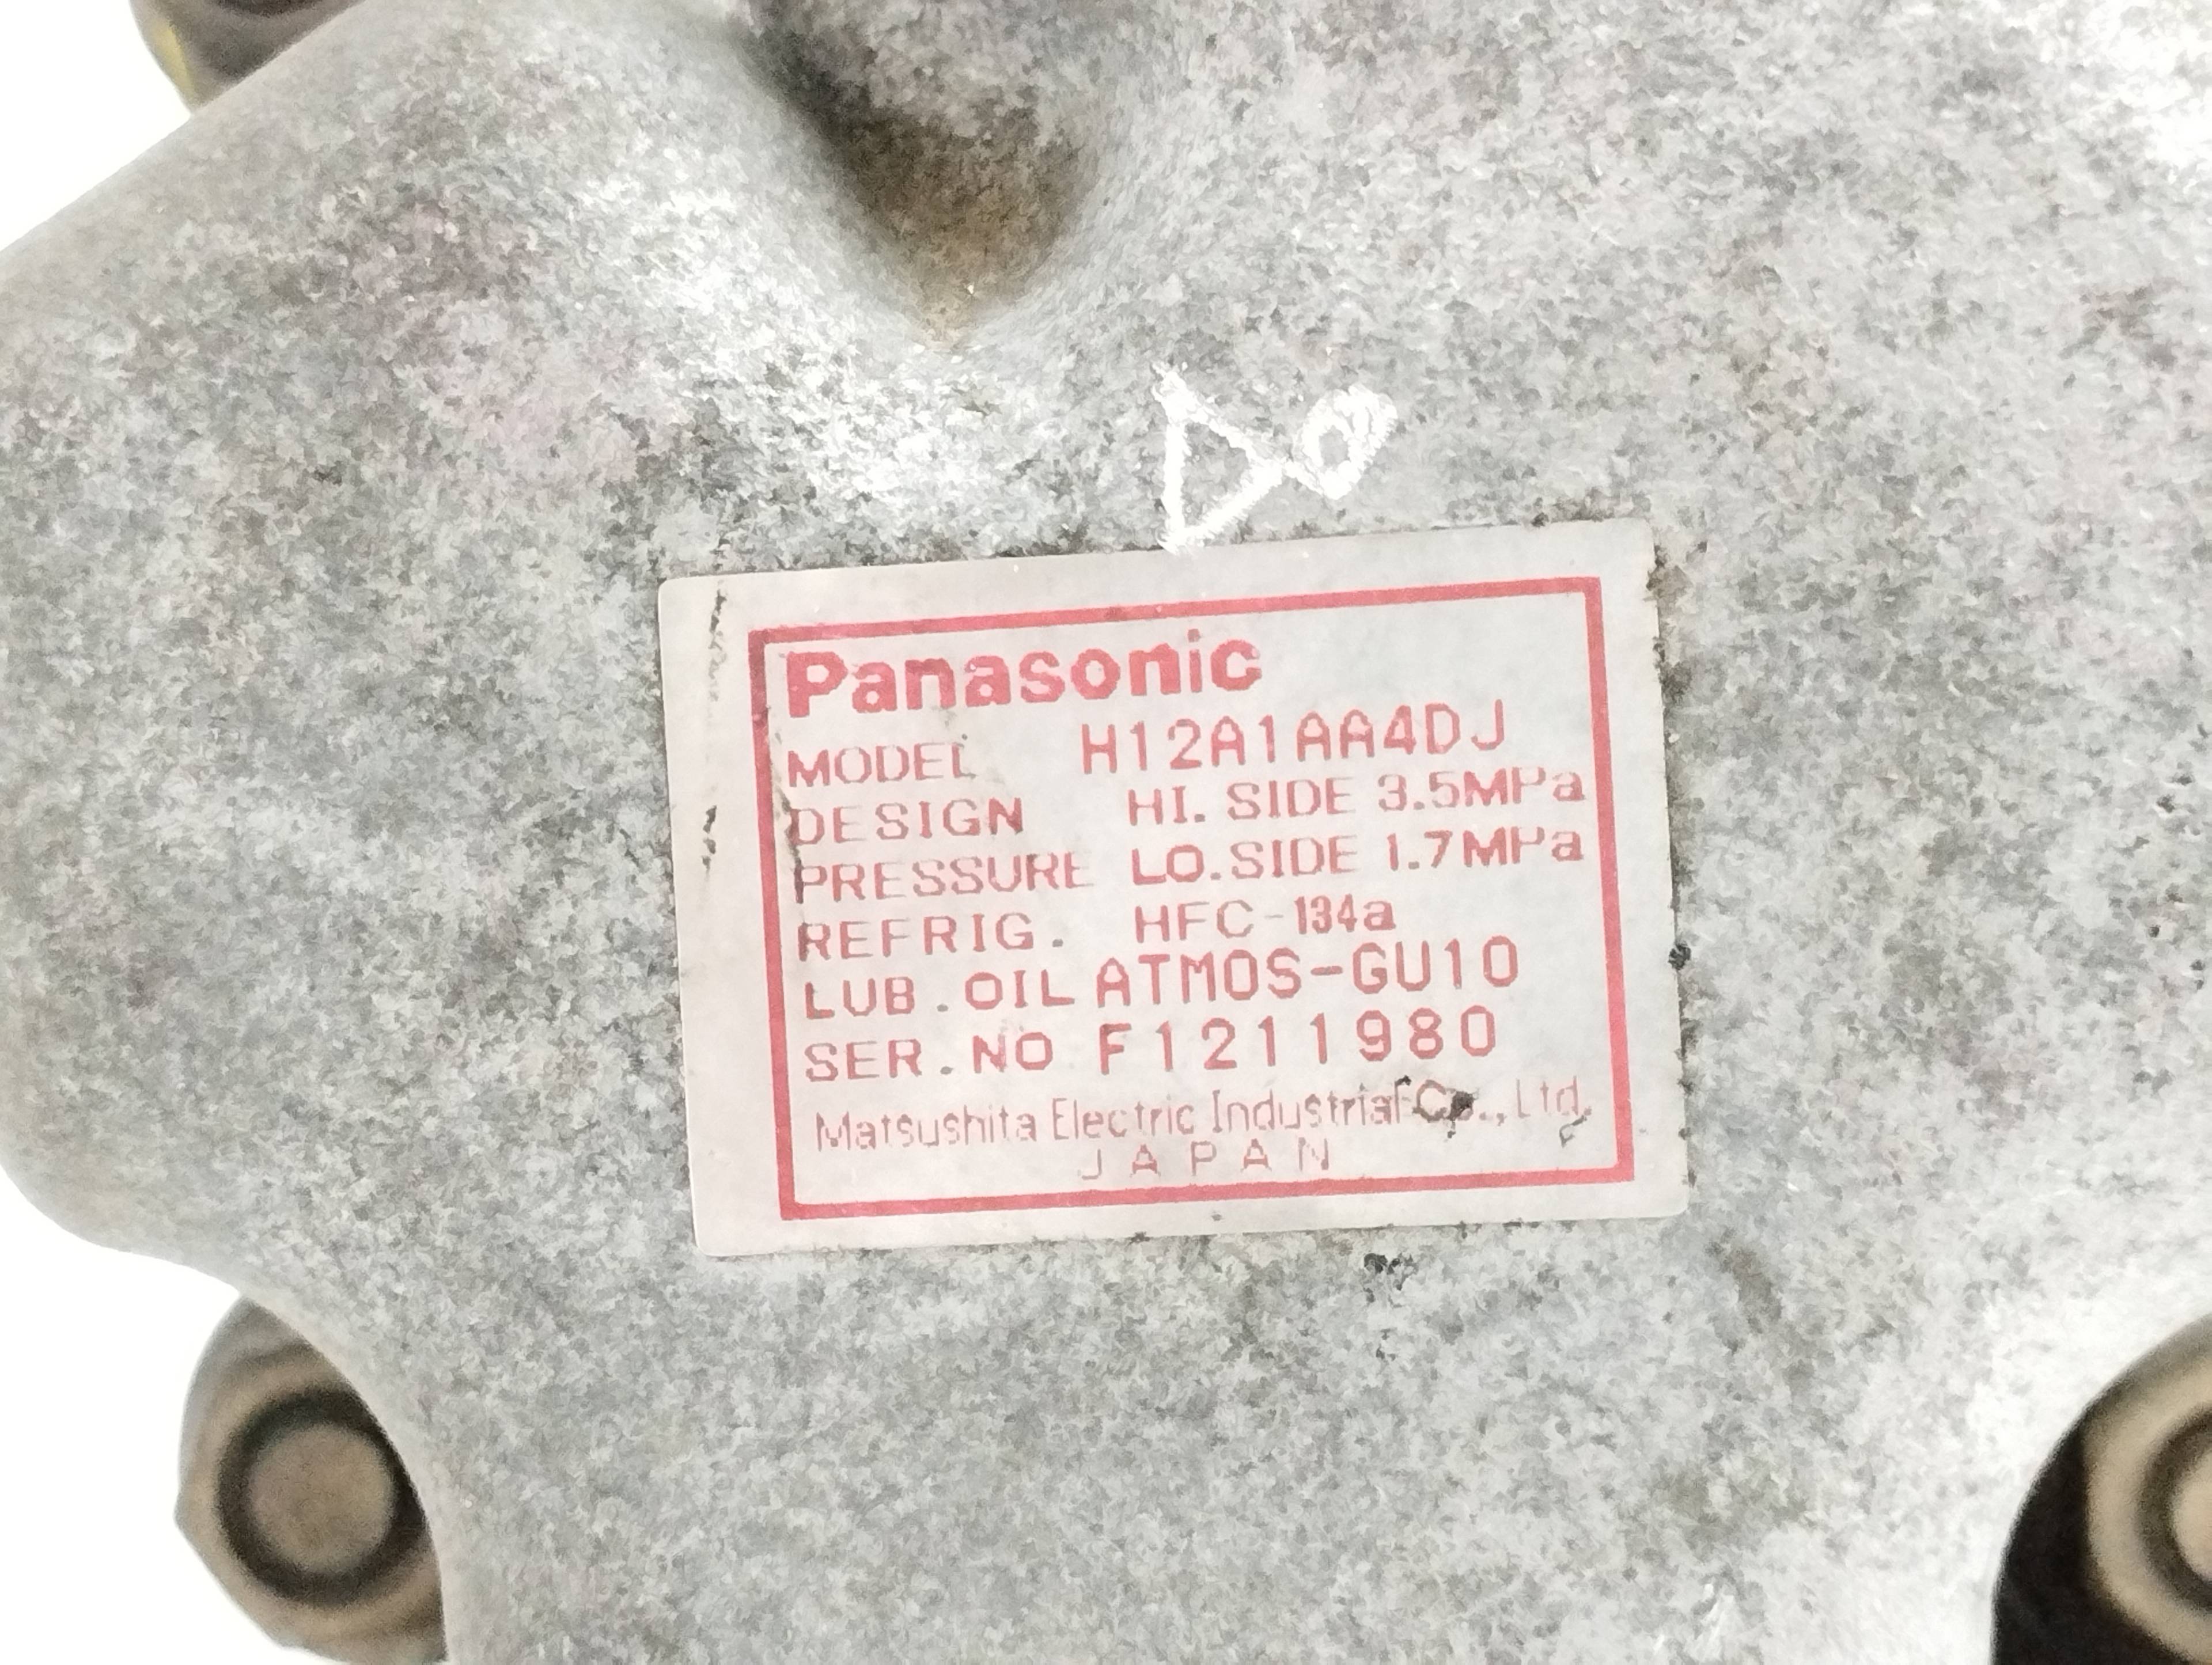 Do
Panasonic
MODEL H12A1AA4DJ
DESIGN HI. SIDE 3.5MPa
PRESSURE LO.SIDE 1.7MPa
REFRIG. HFC-134a
LUB.OIL ATMOS-GU10
SER.NO F1211980
Matsushita Electric Industrial Co., Ltd.
JAPAN